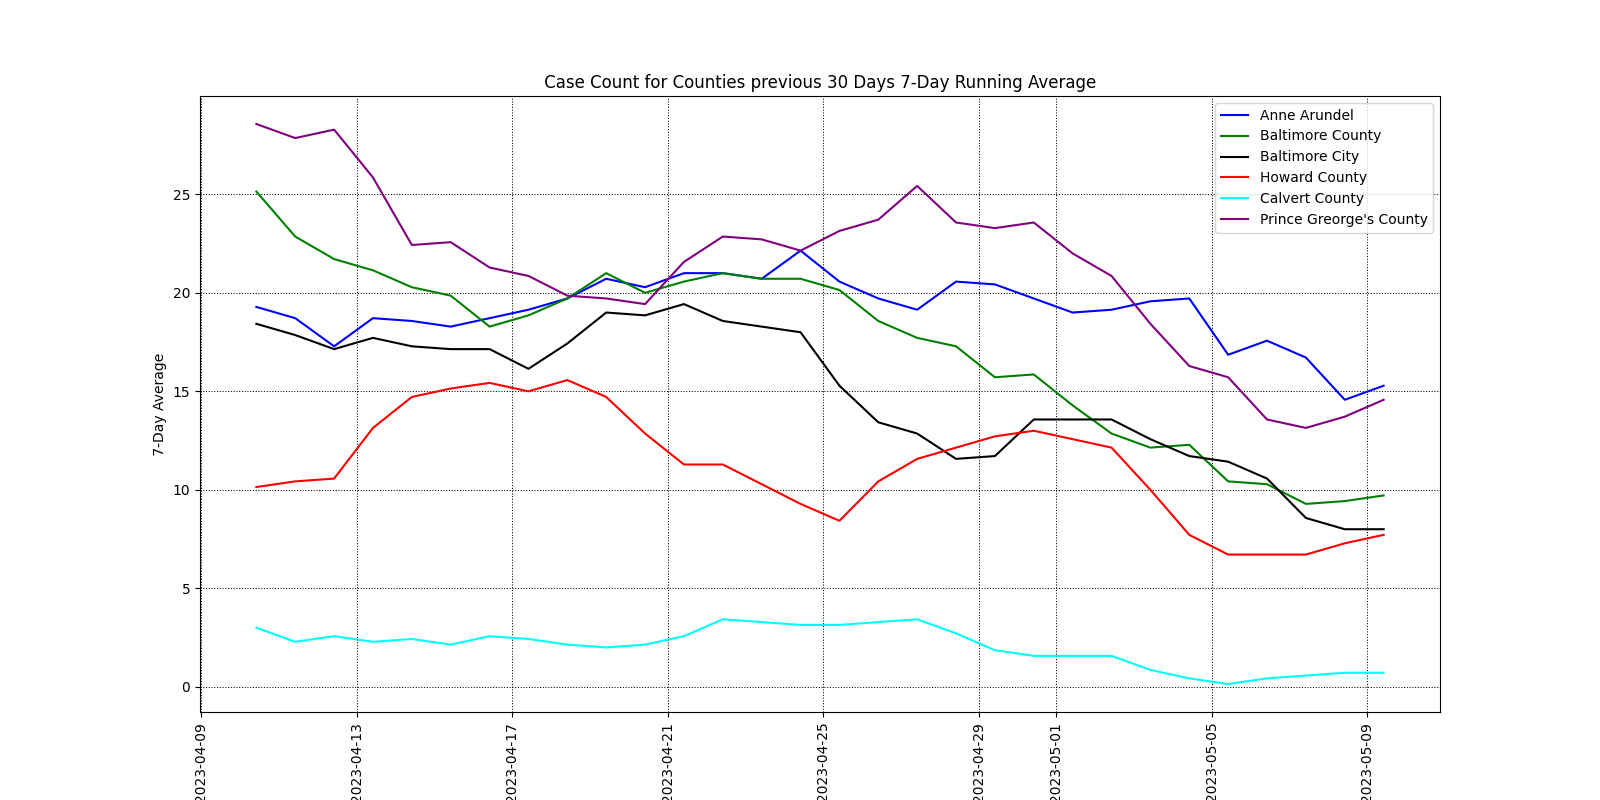 Case Count for Counties previous 30 Days 7-Day Running Average
Anne Arundel
Baltimore County
Baltimore City
Howard County
Calvert County
Prince Greorge's County
7-Day Average
25
20
15
10
5
0
2023-04-09
2023-04-13
2023-04-17
2023-04-21
2023-04-25
2023-04-29
2023-05-01
2023-05-05
2023-05-09